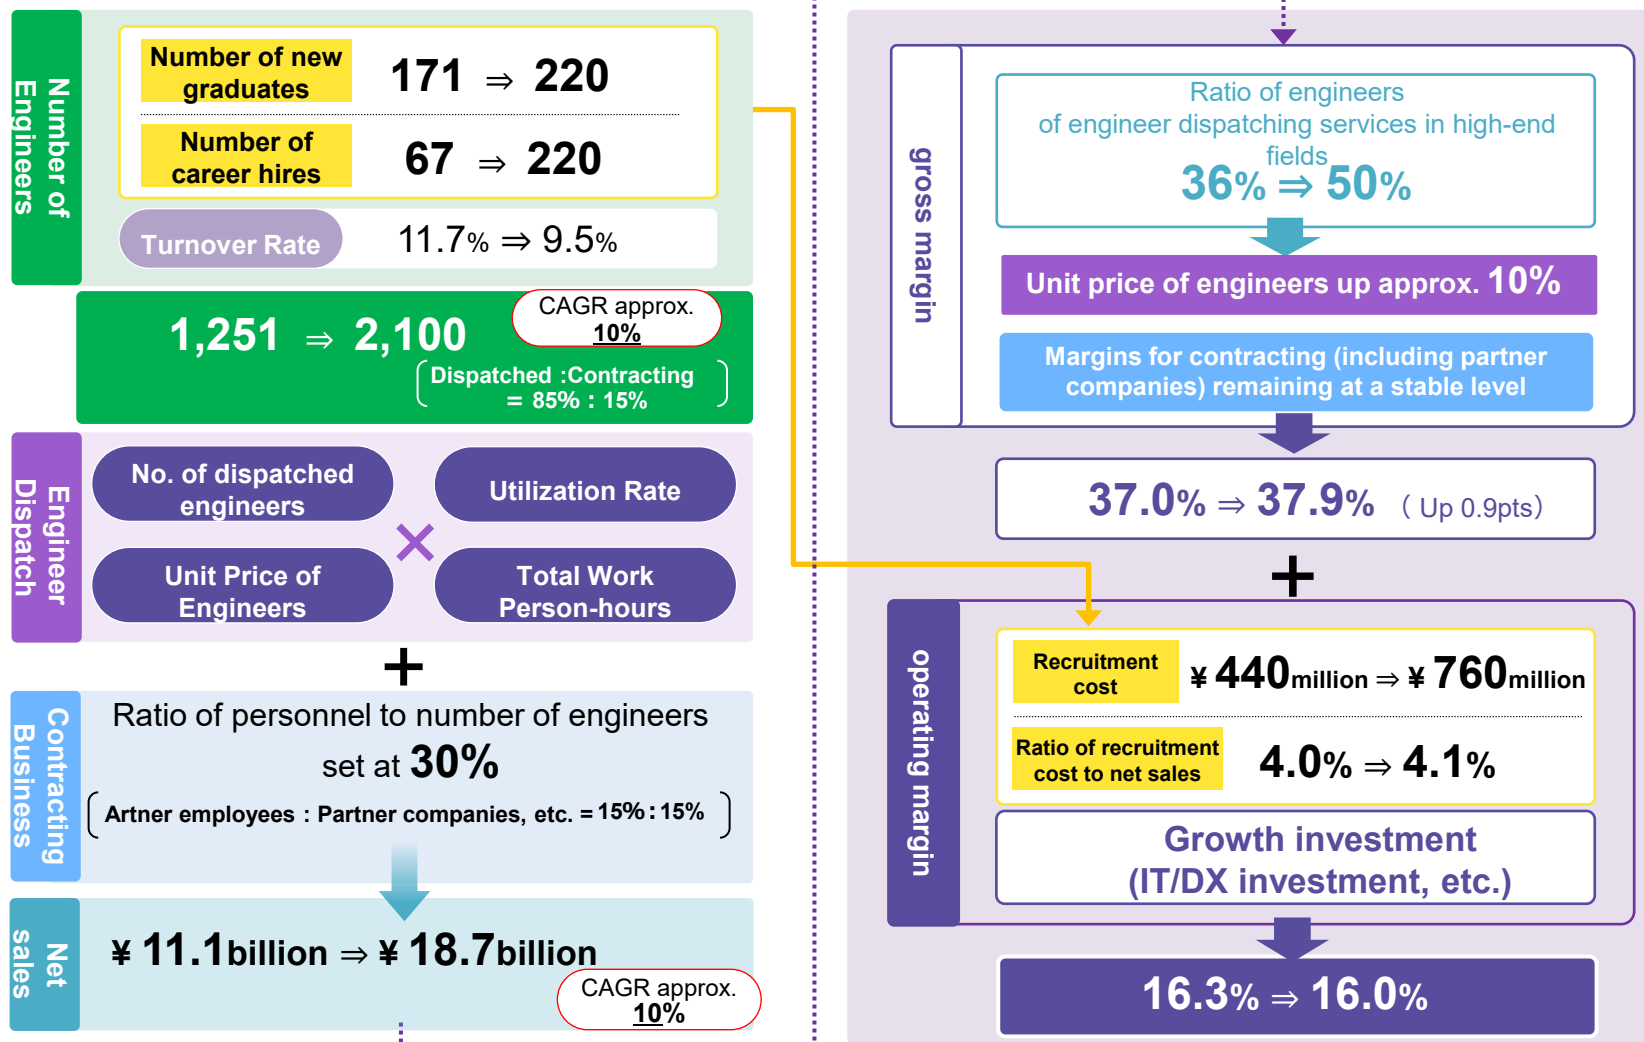 Number of
Engineers
Number of new
graduates
171 ⇒ 220
Number of
career hires
67 ⇒ 220
Turnover Rate
11.7% ⇒ 9.5%
1,251 ⇒ 2,100
CAGR approx.
10%
Dispatched :Contracting
= 85% : 15%
Engineer
Dispatch
No. of dispatched
engineers
Utilization Rate
×
Unit Price of
Engineers
Total Work
Person-hours
+
Contracting
Business
Ratio of personnel to number of engineers
set at 30%
Artner employees : Partner companies, etc. = 15% : 15%
Net
sales
¥ 11.1billion ⇒ ¥ 18.7billion
CAGR approx.
10%
gross margin
Ratio of engineers
of engineer dispatching services in high-end
fields
36% ⇒ 50%
Unit price of engineers up approx. 10%
Margins for contracting (including partner
companies) remaining at a stable level
37.0% ⇒ 37.9% ( Up 0.9pts)
+
operating margin
Recruitment
cost
¥ 440million ⇒ ¥ 760million
Ratio of recruitment
cost to net sales
4.0% ⇒ 4.1%
Growth investment
(IT/DX investment, etc.)
16.3% ⇒ 16.0%